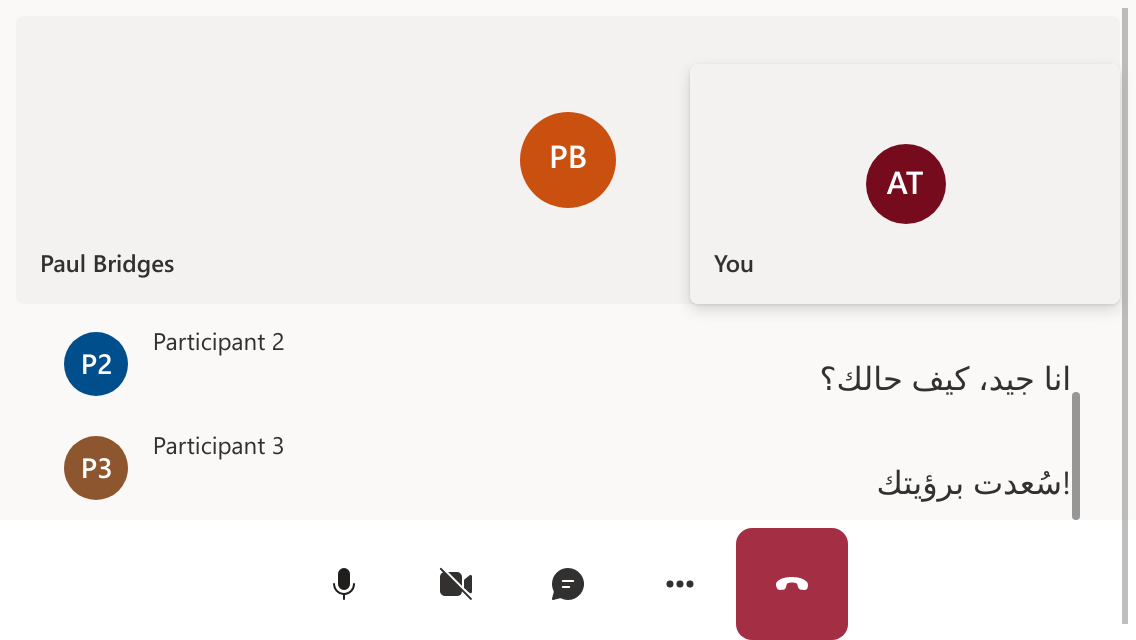 PB
AT
Paul Bridges
You
P2
Participant 2
انا جيد، كيف حالك؟
P3
Participant 3
!سُعدت برؤيتك